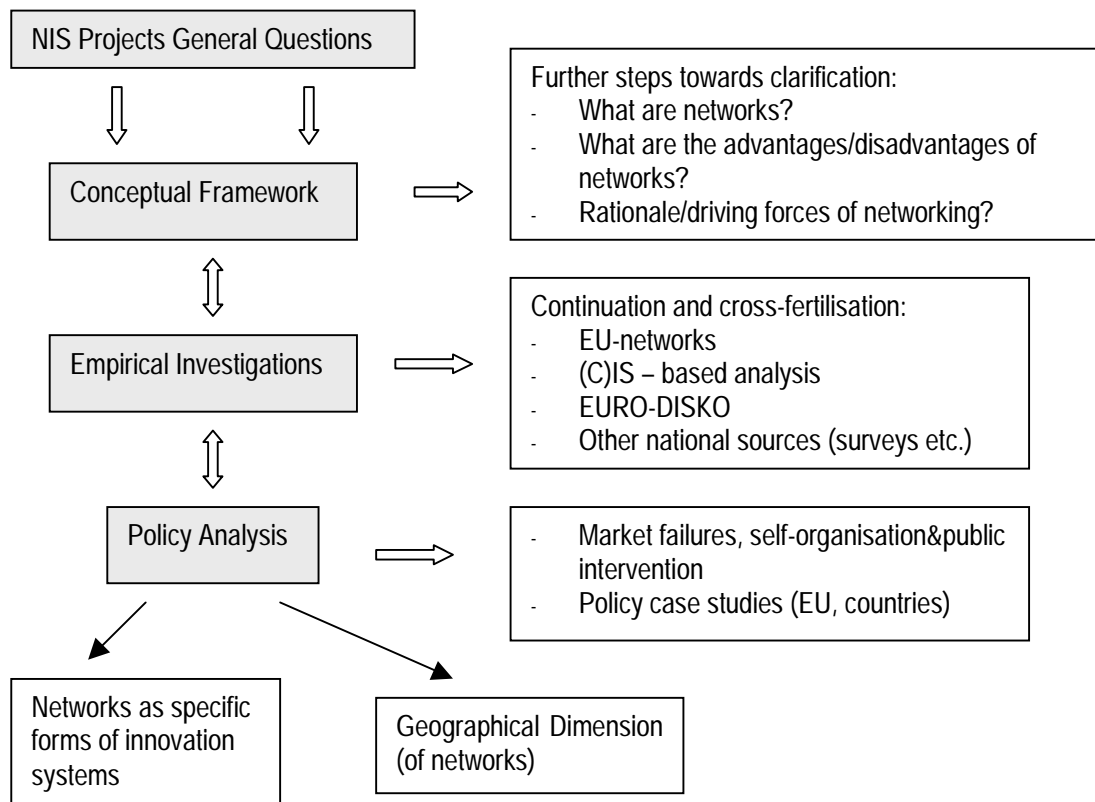 NIS Projects General Questions
Further steps towards clarification:
- What are networks?
- What are the advantages/disadvantages of
networks?
- Rationale/driving forces of networking?
Conceptual Framework
Continuation and cross-fertilisation:
- EU-networks
- (C)IS – based analysis
- EURO-DISKO
- Other national sources (surveys etc.)
Empirical Investigations
Policy Analysis
- Market failures, self-organisation&public
intervention
- Policy case studies (EU, countries)
Networks as specific
forms of innovation
systems
Geographical Dimension
(of networks)